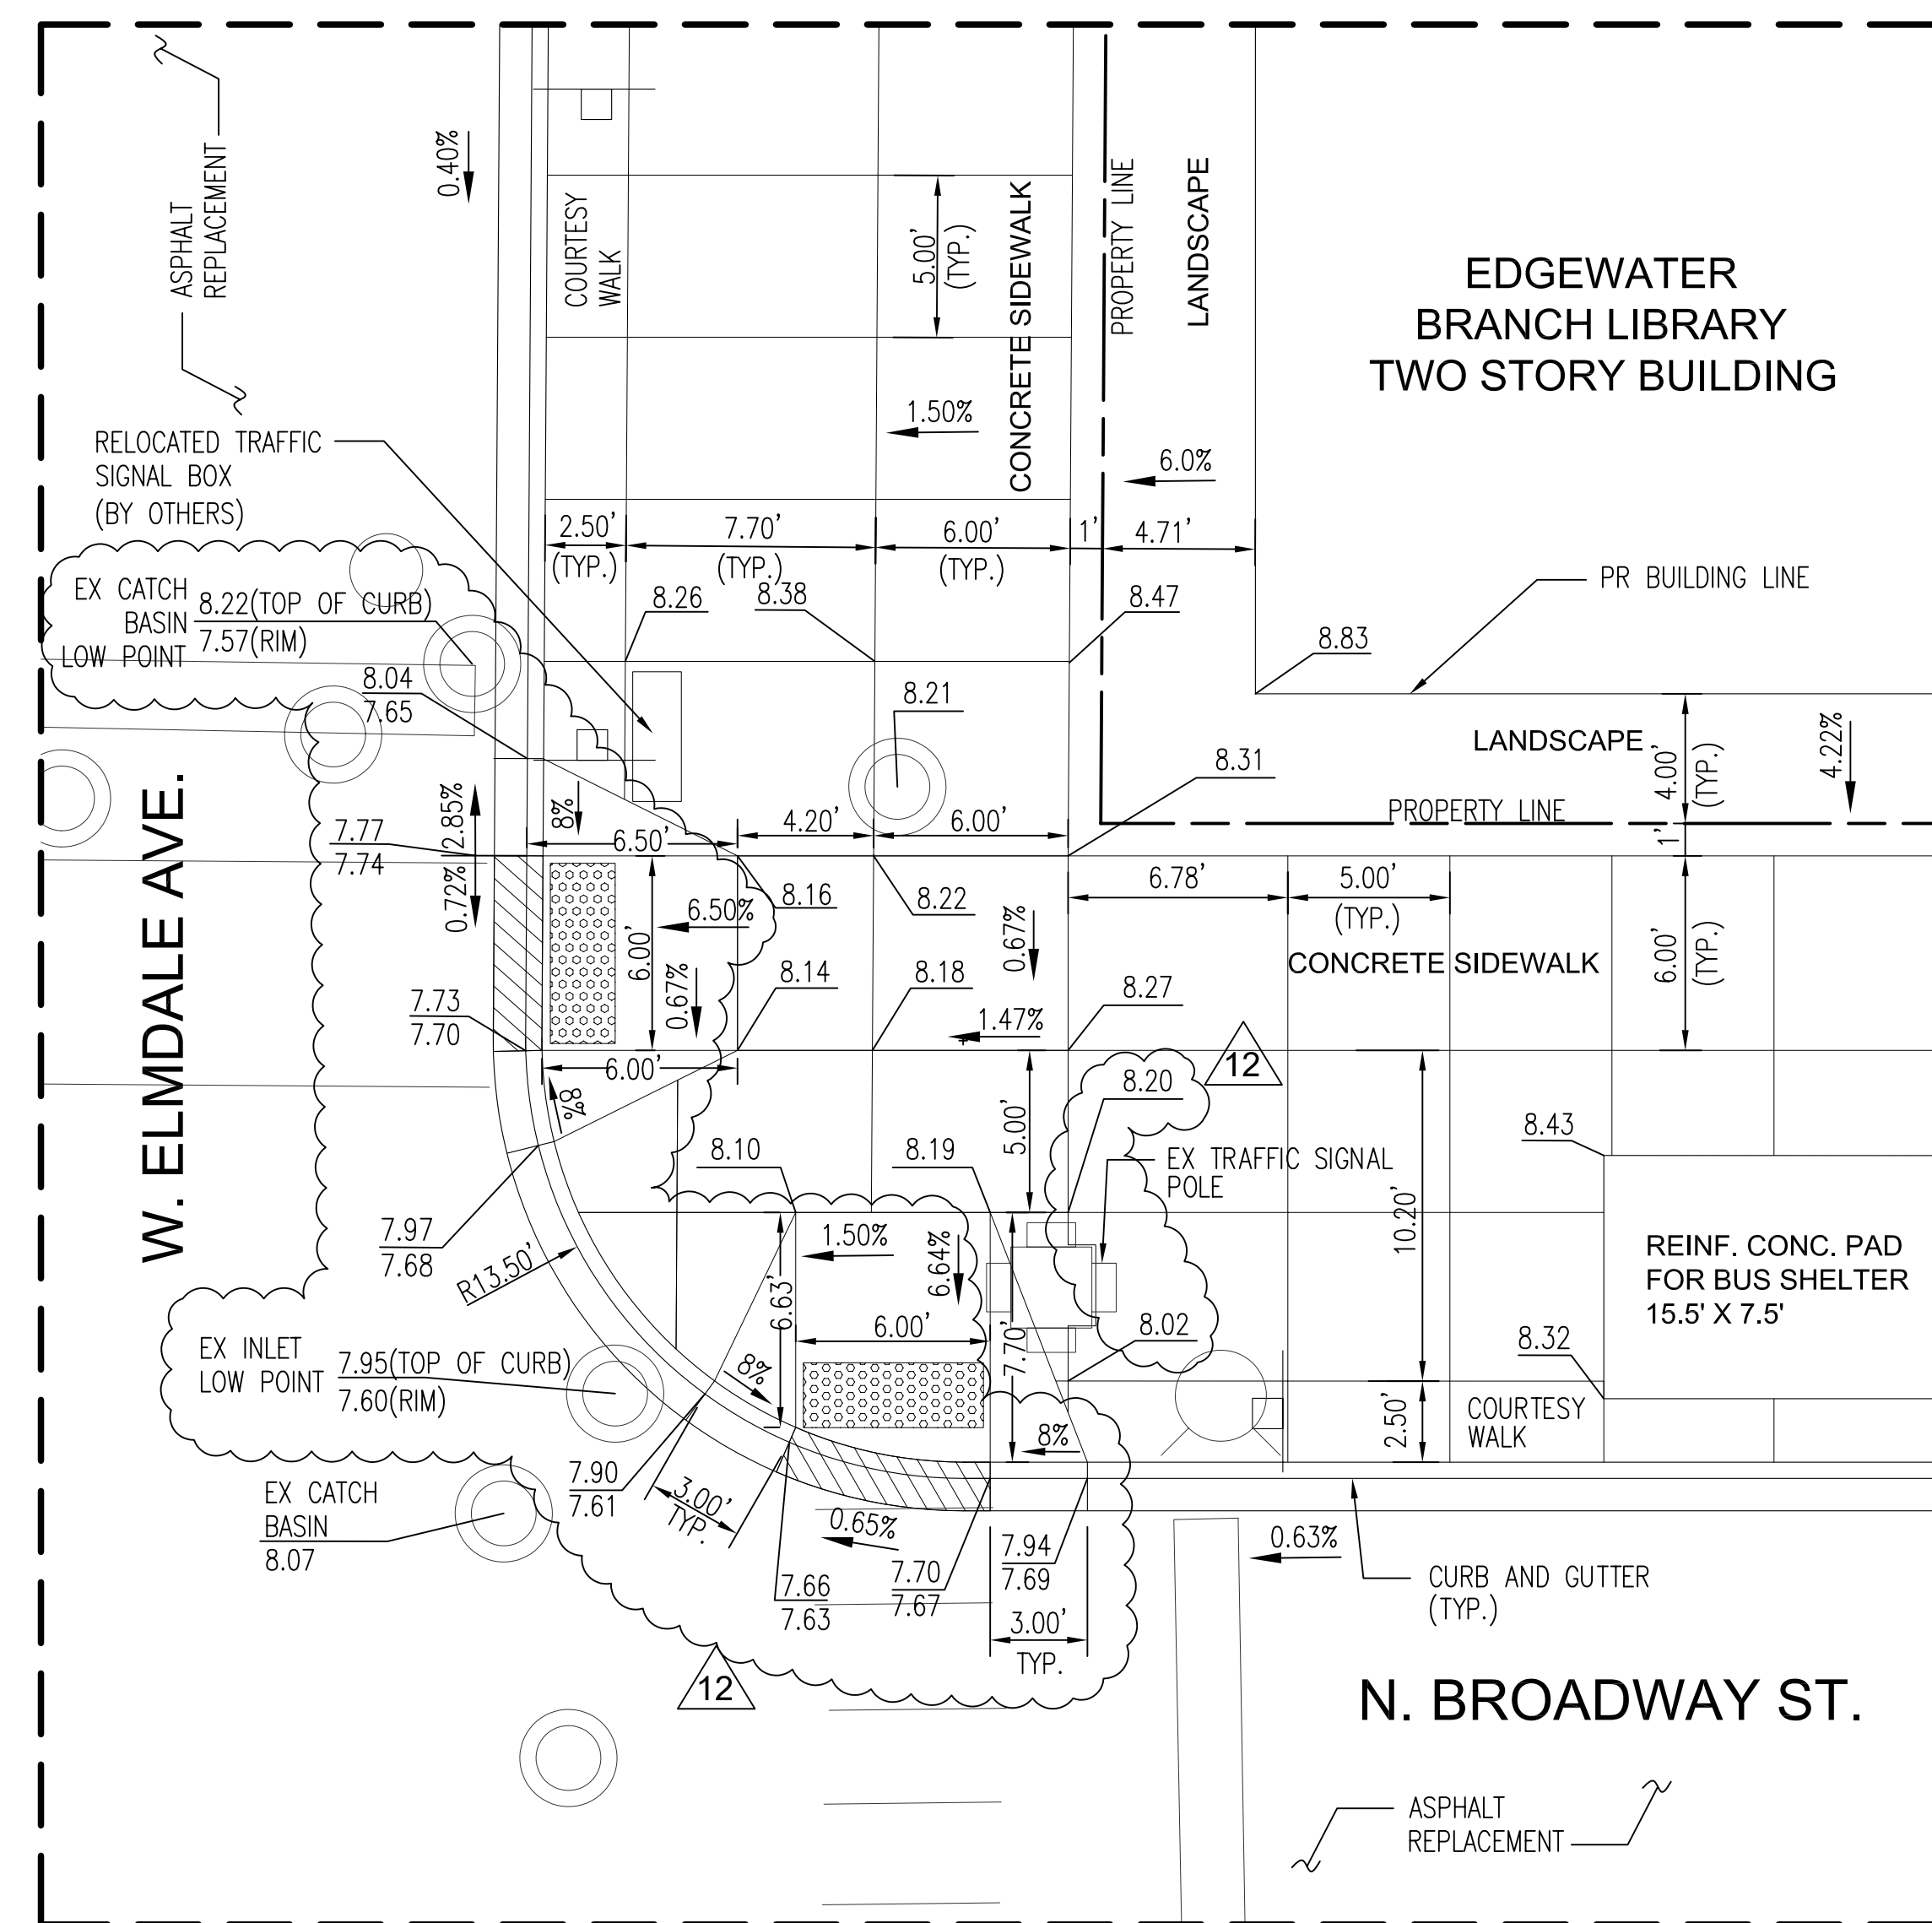 0.40%
ASPHALT
REPLACEMENT
COURTESY
WALK
5.00'
(TYP.)
CONCRETE SIDEWALK
PROPERTY LINE
LANDSCAPE
EDGEWATER
BRANCH LIBRARY
TWO STORY BUILDING
1.50%
6.0%
RELOCATED TRAFFIC
SIGNAL BOX
(BY OTHERS)
2.50'
(TYP.)
7.70'
(TYP.)
6.00'
(TYP.)
1'
4.71'
PR BUILDING LINE
EX CATCH
BASIN
LOW POINT
8.22(TOP OF CURB)
7.57(RIM)
8.26
8.38
8.47
8.83
8.04
7.65
8.21
8.31
LANDSCAPE
4.00'
(TYP.)
4.22%
PROPERTY LINE
1'
W. ELMDALE AVE.
7.77
7.74
2.85%
0.72%
8%
6.50'
4.20'
6.00'
6.78'
5.00'
(TYP.)
8.16
8.22
6.50%
6.00'
0.67%
0.67%
CONCRETE SIDEWALK
6.00'
(TYP.)
8.14
8.18
8.27
7.73
7.70
1.47%
6.00'
8%
12
8.20
5.00'
8.10
8.19
EX TRAFFIC SIGNAL
POLE
8.43
10.20'
7.97
7.68
R13.50'
1.50%
6.64%
6.63'
6.00'
7.70'
8.02
REINF. CONC. PAD
FOR BUS SHELTER
15.5' X 7.5'
8.32
EX INLET
LOW POINT
7.95(TOP OF CURB)
7.60(RIM)
8%
8%
2.50'
COURTESY
WALK
7.90
7.61
3.00'
TYP.
EX CATCH
BASIN
8.07
0.65%
7.66
7.63
7.70
7.67
7.94
7.69
3.00'
TYP.
0.63%
CURB AND GUTTER
(TYP.)
12
N. BROADWAY ST.
ASPHALT
REPLACEMENT